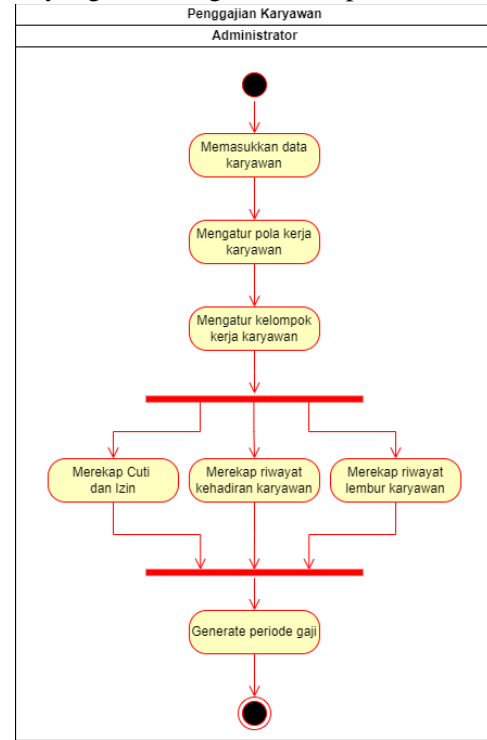 Penggajian Karyawan
Administrator
Memasukkan data
karyawan
Mengatur pola kerja
karyawan
Mengatur kelompok
kerja karyawan
Merekap Cuti
dan Izin
Merekap riwayat
kehadiran karyawan
Merekap riwayat
lembur karyawan
Generate periode gaji